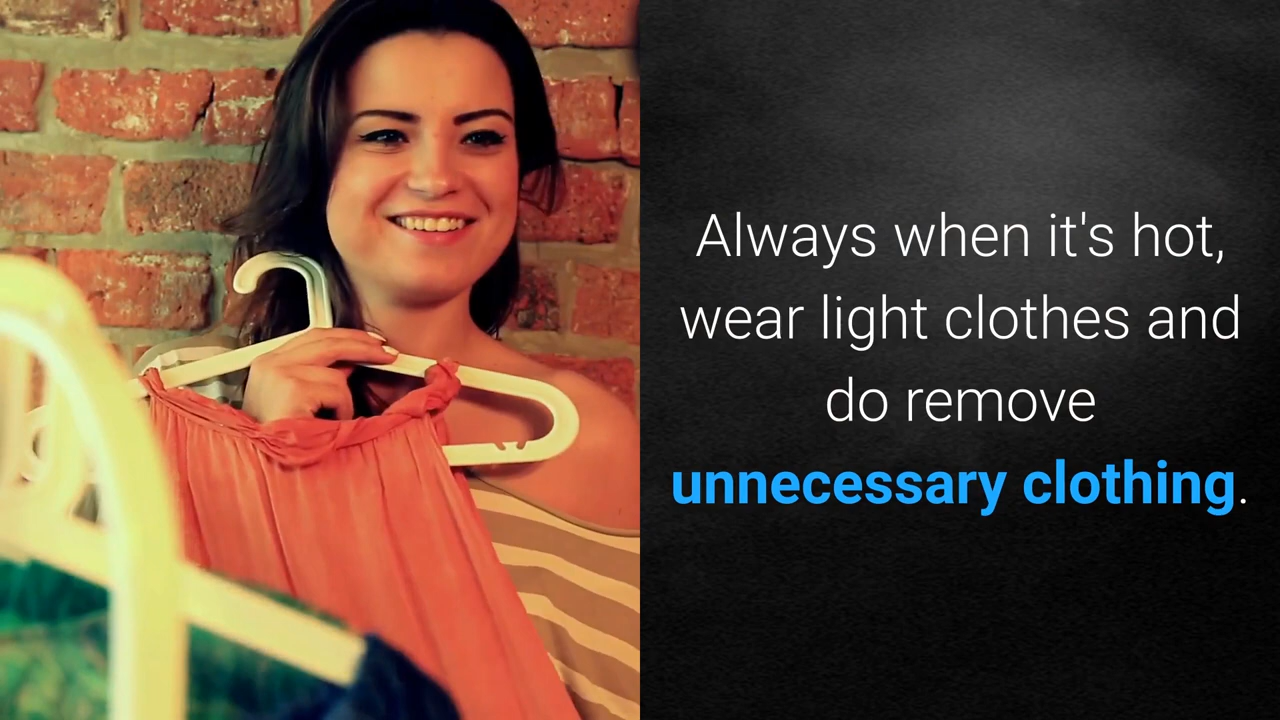 Always when it's hot,
wear light clothes and
do remove
unnecessary clothing.